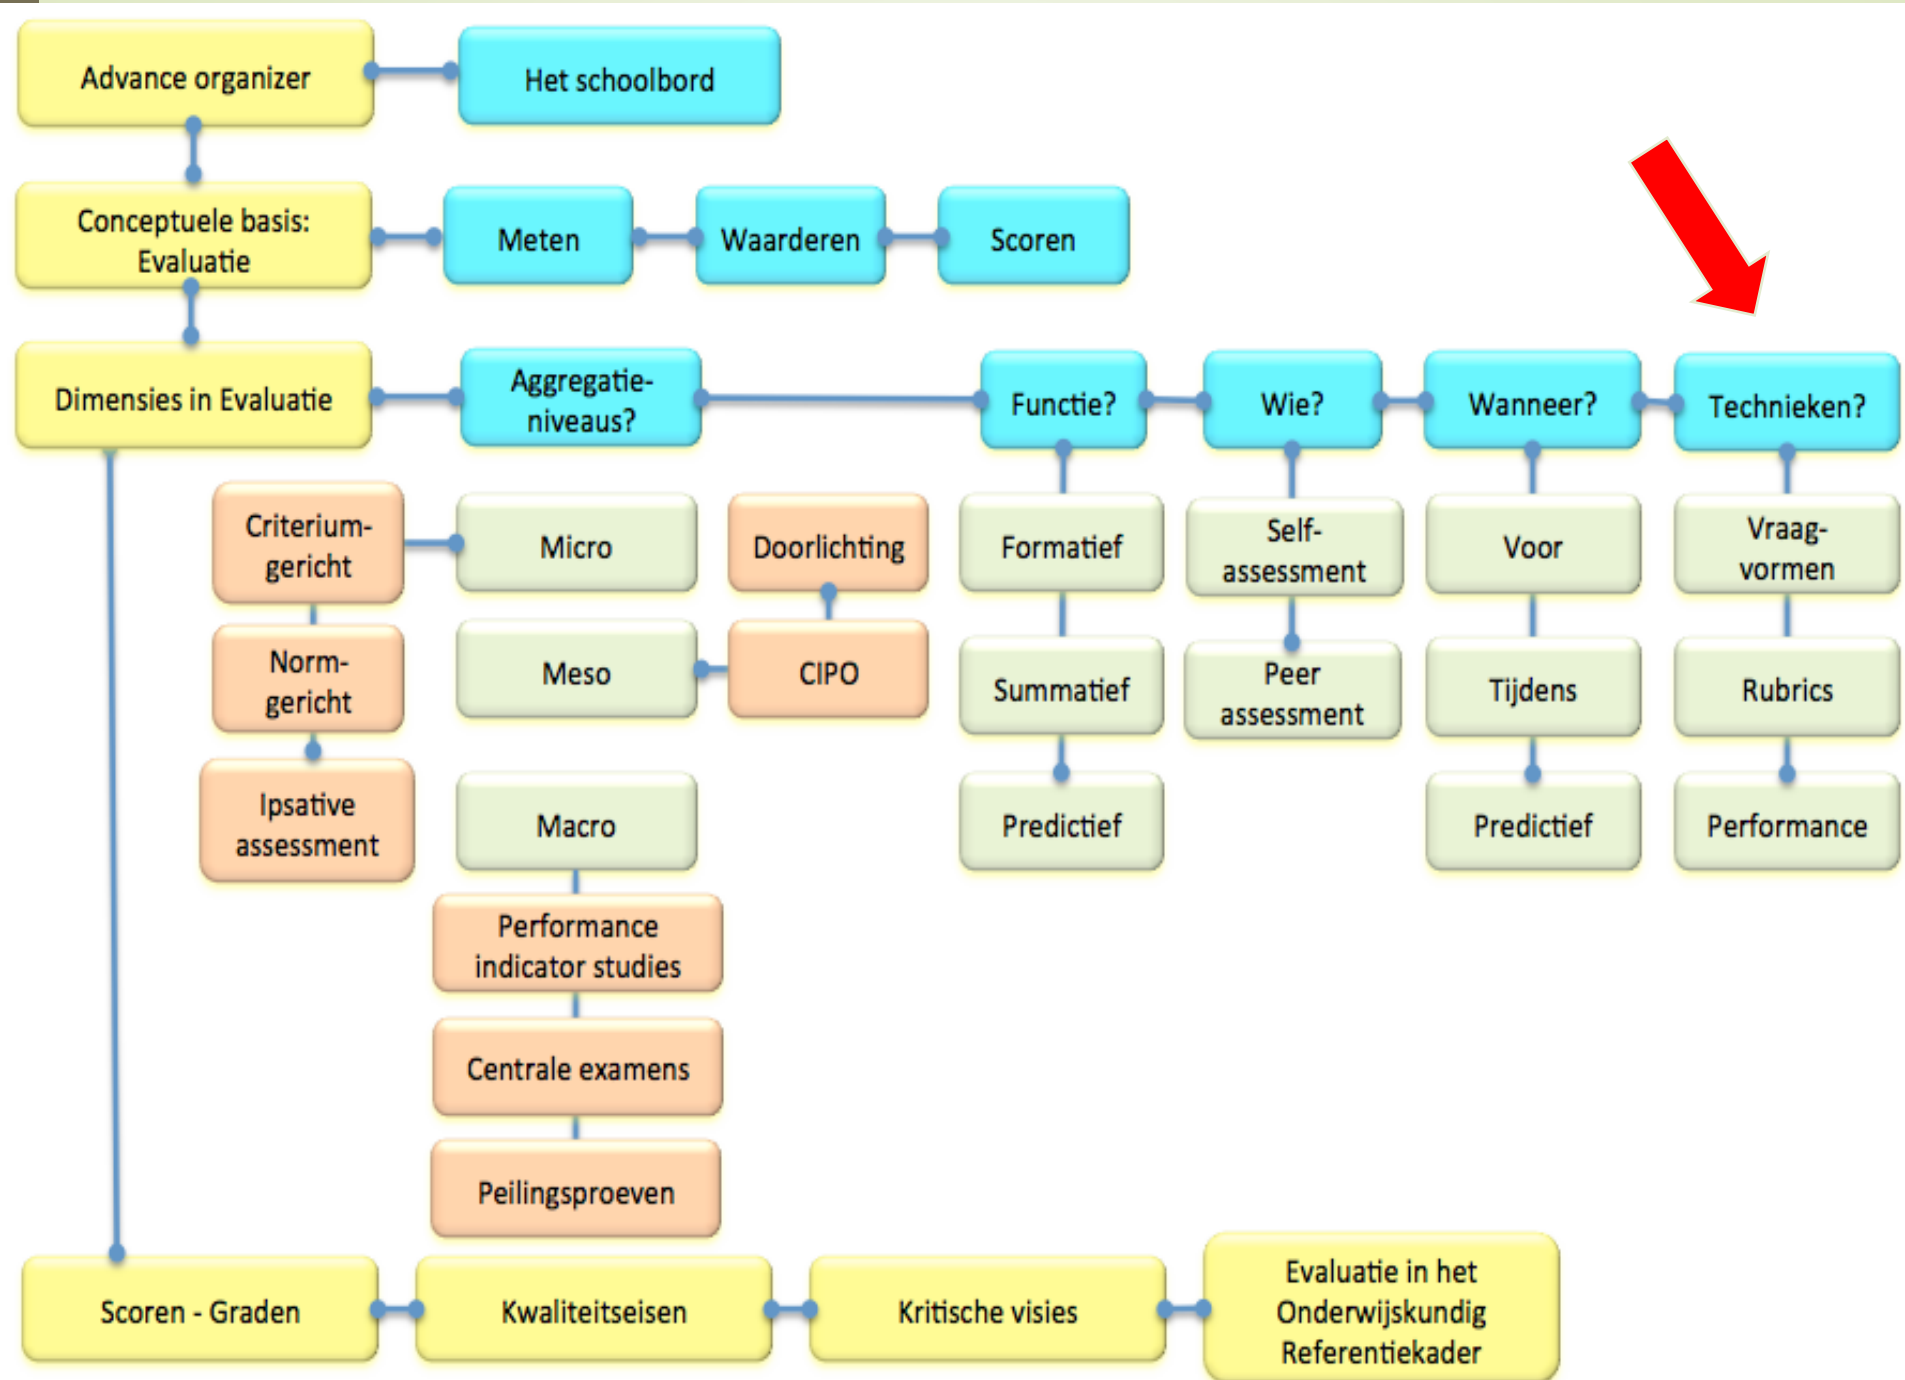 Advance organizer
Het schoolbord
Conceptuele basis:
Evaluatie
Meten
Waarderen
Scoren
Dimensies in Evaluatie
Aggregatie-
niveaus?
Functie?
Wie?
Wanneer?
Technieken?
Criterium-
gericht
Micro
Doorlichting
Formatief
Self-
assessment
Voor
Vraag-
vormen
Norm-
gericht
Meso
CIPO
Summatief
Peer
assessment
Tijdens
Rubrics
Ipsative
assessment
Macro
Predictief
Predictief
Performance
Performance
indicator studies
Centrale examens
Peilingsproeven
Scoren - Graden
Kwaliteitseisen
Kritische visies
Evaluatie in het
Onderwijskundig
Referentiekader